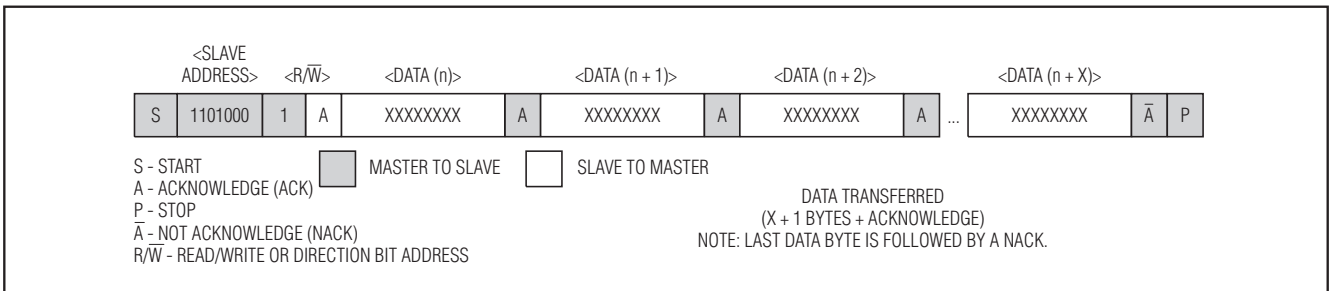 <SLAVE
ADDRESS> <R/W̅> <DATA (n)> <DATA (n + 1)> <DATA (n + 2)> <DATA (n + X)>
S 1101000 1 A XXXXXXXX A XXXXXXXX A XXXXXXXX A ... XXXXXXXX A̅ P
S - START MASTER TO SLAVE SLAVE TO MASTER
A - ACKNOWLEDGE (ACK)
P - STOP
A̅ - NOT ACKNOWLEDGE (NACK)
R/W̅ - READ/WRITE OR DIRECTION BIT ADDRESS
DATA TRANSFERRED
(X + 1 BYTES + ACKNOWLEDGE)
NOTE: LAST DATA BYTE IS FOLLOWED BY A NACK.